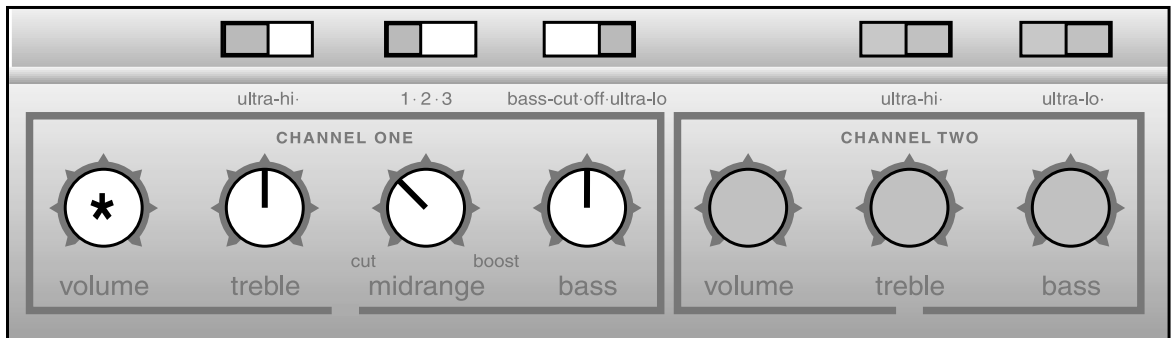 ultra-hi· 1·2·3 bass-cut·off·ultra-lo ultra-hi· ultra-lo·
CHANNEL ONE CHANNEL TWO
*
cut boost
volume treble midrange bass volume treble bass